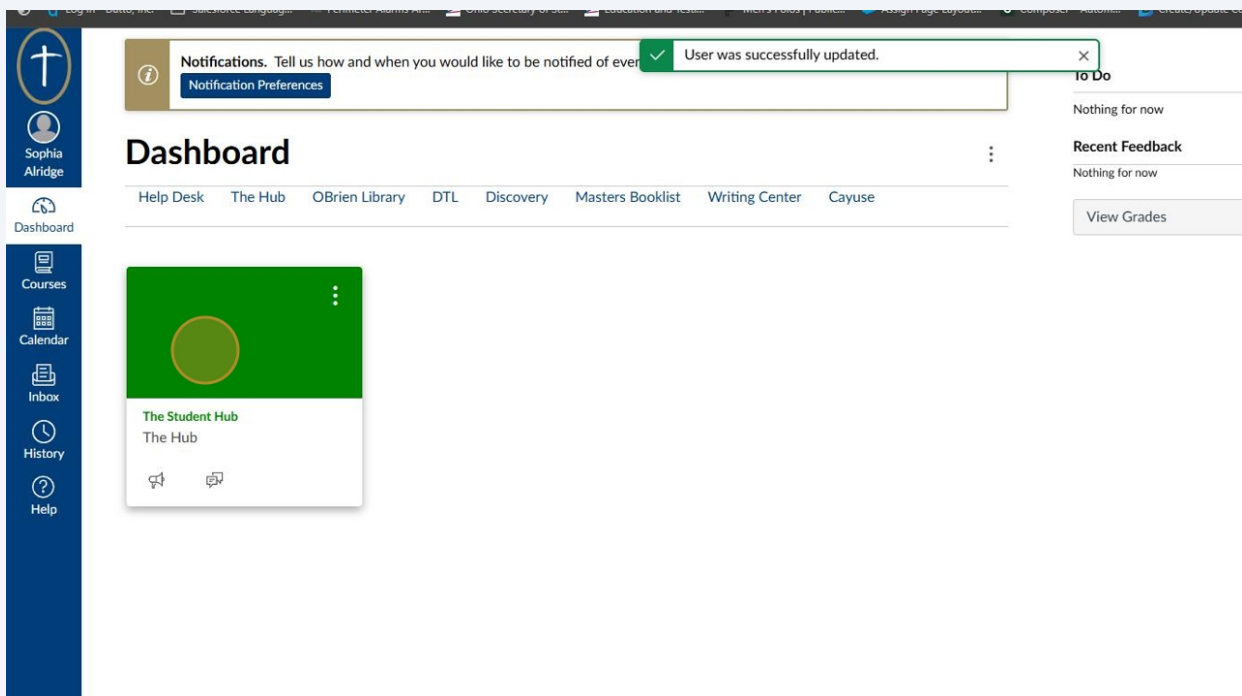 Notifications. Tell us how and when you would like to be notified of
User was successfully updated.
Notification Preferences
To Do
Nothing for now
Recent Feedback
Nothing for now
View Grades
Sophia
Alridge
Dashboard
Courses
Calendar
Inbox
History
Help
Dashboard
Help Desk The Hub OBrien Library DTL Discovery Masters Booklist Writing Center Cayuse
The Student Hub
The Hub